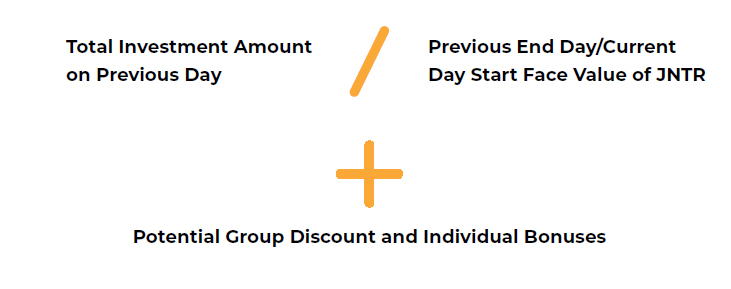 Total Investment Amount
on Previous Day
/
Previous End Day/Current
Day Start Face Value of JNTR
+
Potential Group Discount and Individual Bonuses